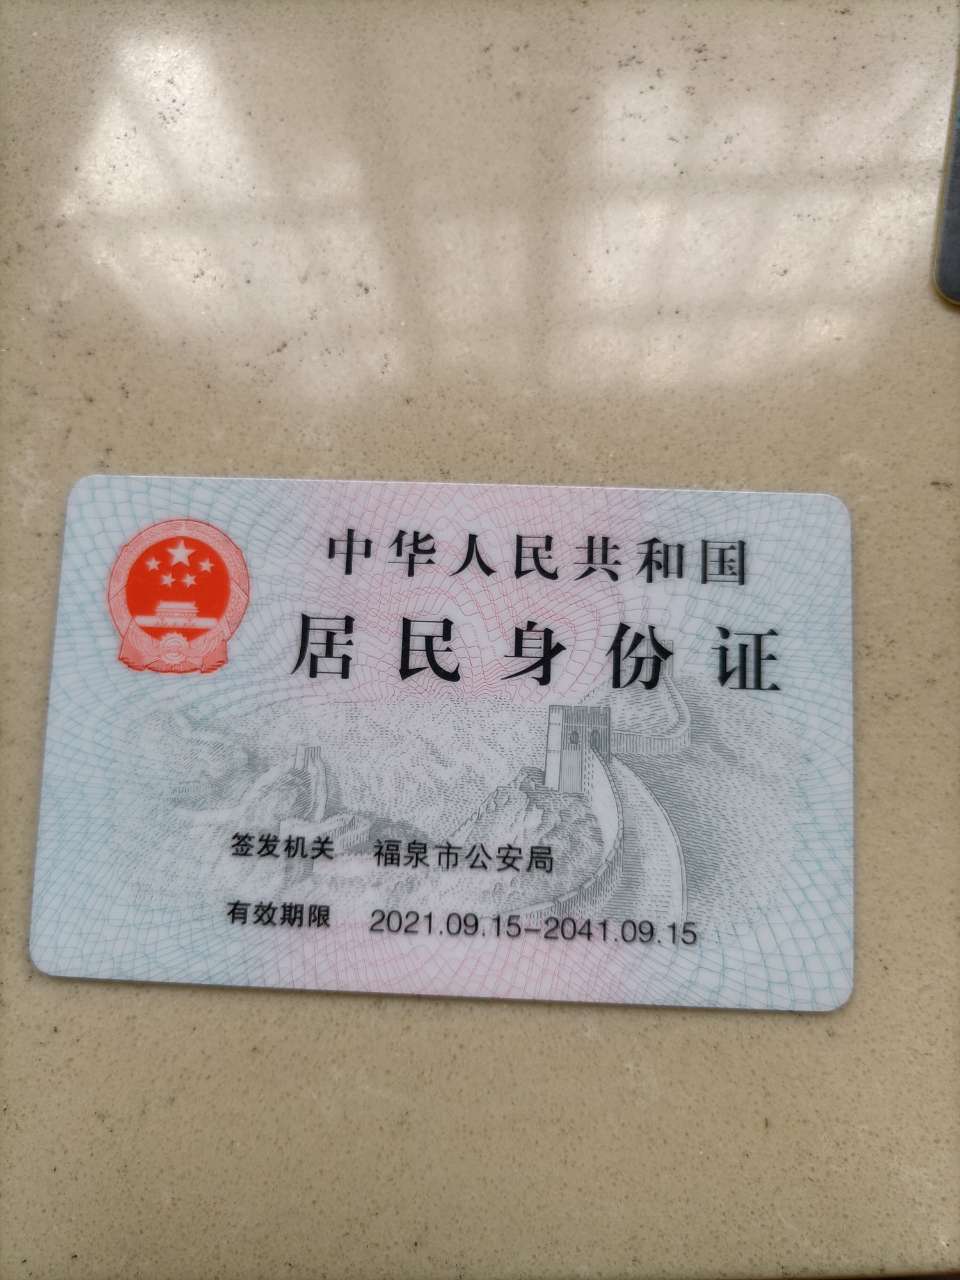 中华人民共和国
居民身份证
签发机关 福泉市公安局
有效期限 2021.09.15-2041.09.15